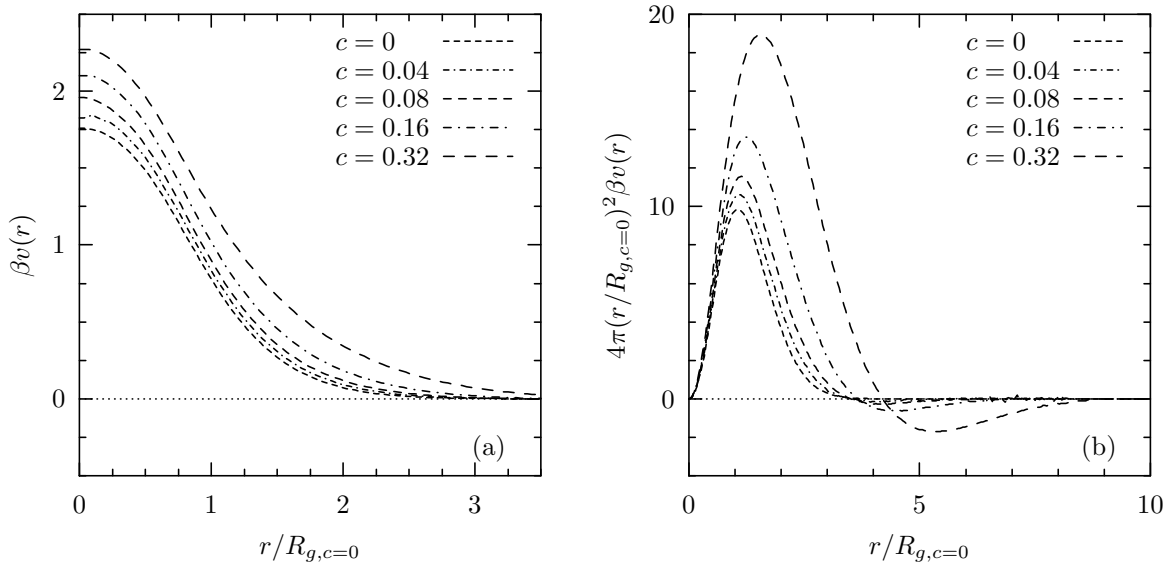 c = 0
c = 0.04
c = 0.08
c = 0.16
c = 0.32
2
1
0
βv(r)
(a)
0
1
2
3
r/R_{g,c=0}
20
10
0
4π(r/R_{g,c=0})^2βv(r)
c = 0
c = 0.04
c = 0.08
c = 0.16
c = 0.32
(b)
0
5
10
r/R_{g,c=0}